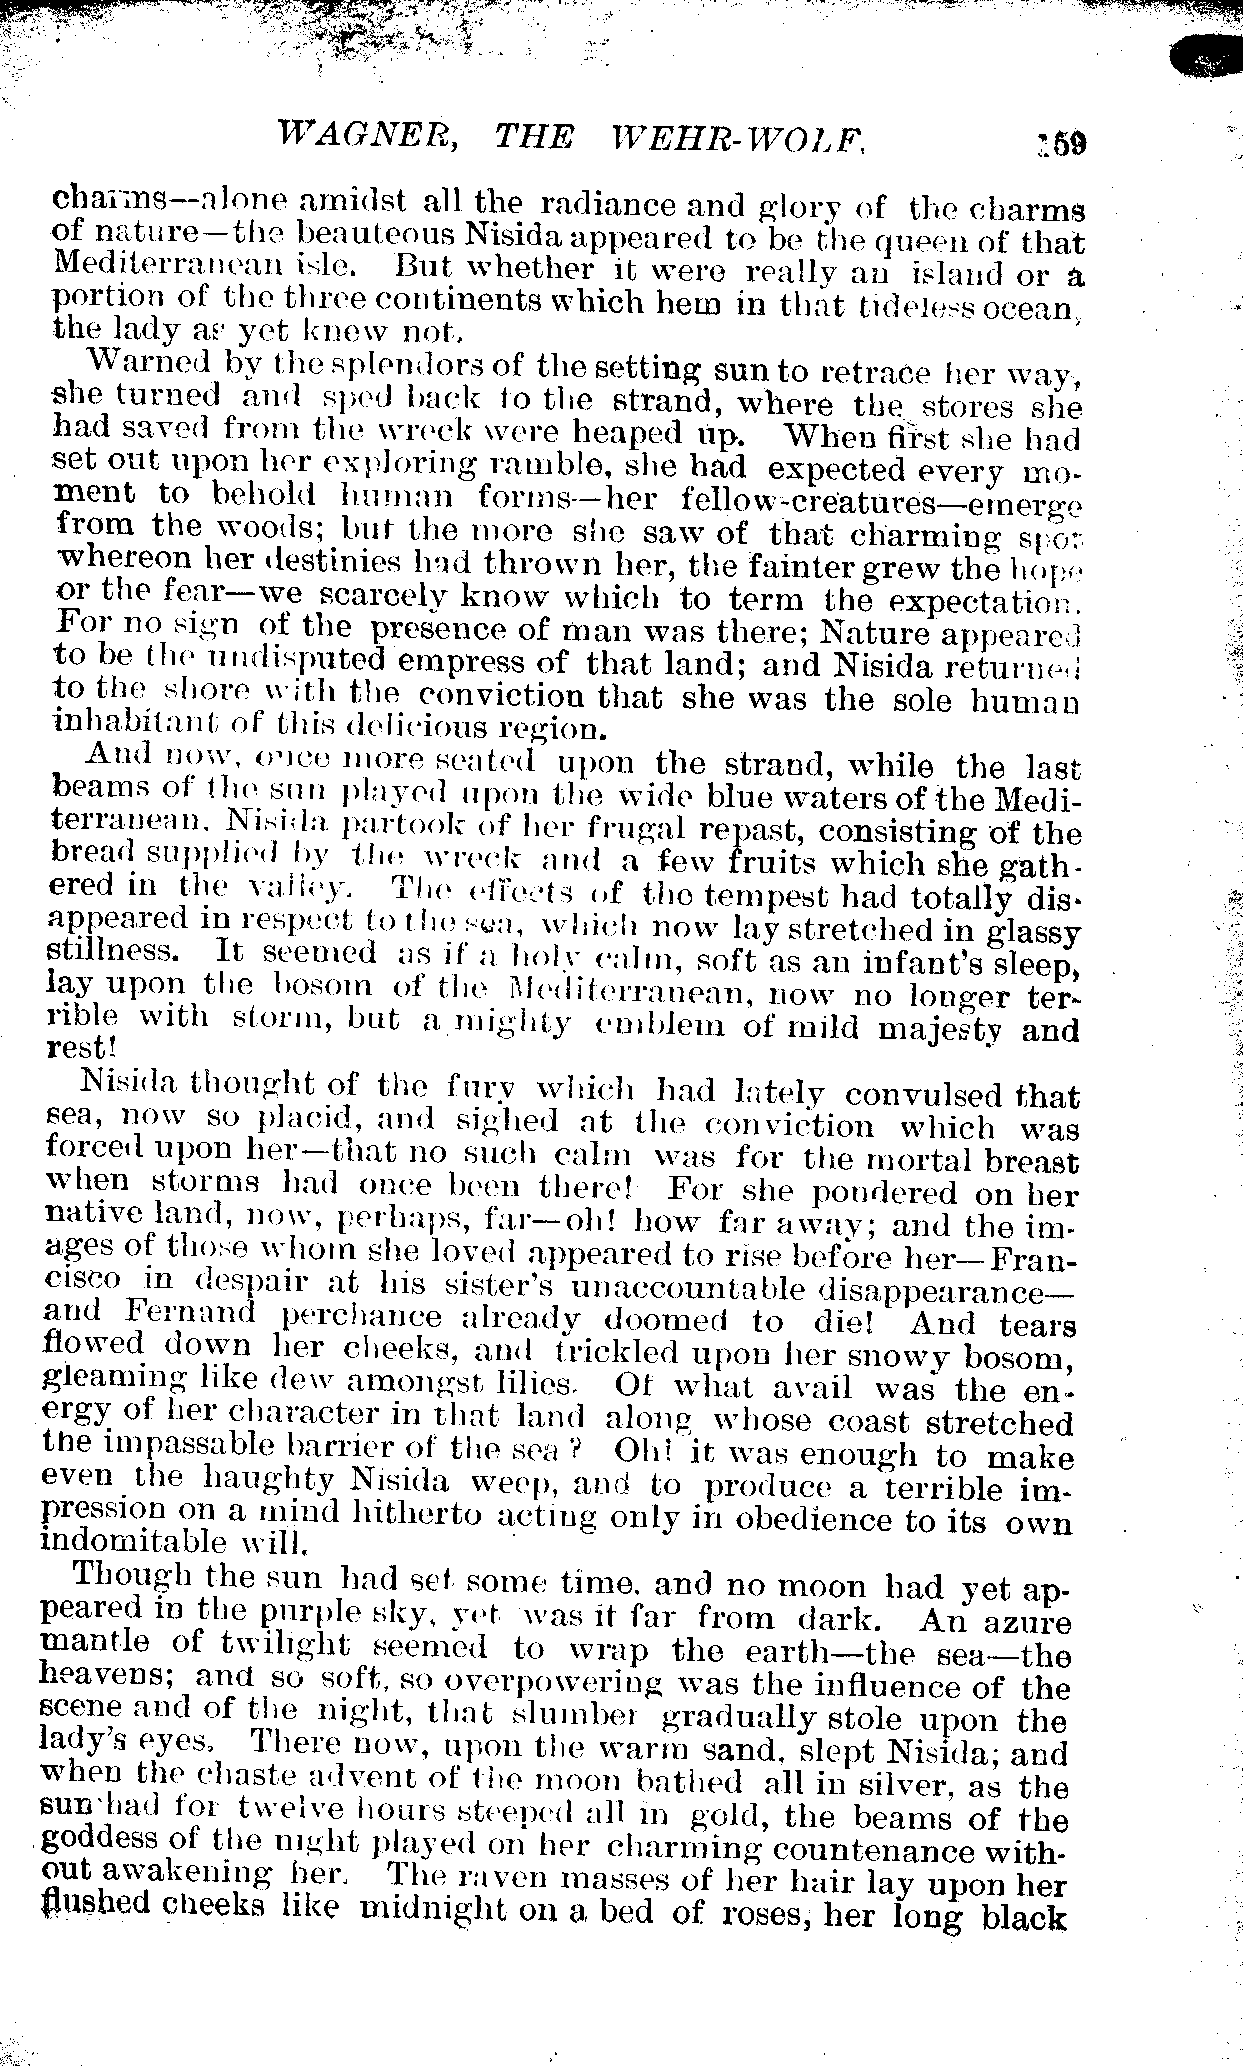 WAGNER, THE WEHR-WOLF. 159
charms--alone amidst all the radiance and glory of the charms
of nature—the beauteous Nisida appeared to be the queen of that
Mediterranean isle. But whether it were really an island or a
portion of the three continents which hem in that tideless ocean,
the lady as yet knew not.
Warned by the splendors of the setting sun to retrace her way,
she turned and sped back to the strand, where the stores she
had saved from the wreck were heaped up. When first she had
set out upon her exploring ramble, she had expected every mo-
ment to behold human forms—her fellow-creatures—emerge
from the woods; but the more she saw of that charming spot
whereon her destinies had thrown her, the fainter grew the hope
or the fear—we scarcely know which to term the expectation.
For no sign of the presence of man was there; Nature appeared
to be the undisputed empress of that land; and Nisida returned
to the shore with the conviction that she was the sole human
inhabitant of this delicious region.
And now, once more seated upon the strand, while the last
beams of the sun played upon the wide blue waters of the Medi-
terranean, Nisida partook of her frugal repast, consisting of the
bread supplied by the wreck and a few fruits which she gath-
ered in the valley. The effects of the tempest had totally dis-
appeared in respect to the sea, which now lay stretched in glassy
stillness. It seemed as if a holy calm, soft as an infant's sleep,
lay upon the bosom of the Mediterranean, now no longer ter-
rible with storm, but a mighty emblem of mild majesty and
rest!
Nisida thought of the fury which had lately convulsed that
sea, now so placid, and sighed at the conviction which was
forced upon her—that no such calm was for the mortal breast
when storms had once been there! For she pondered on her
native land, now, perhaps, far—oh! how far away; and the im-
ages of those whom she loved appeared to rise before her—Fran-
cisco in despair at his sister's unaccountable disappearance—
and Fernand perchance already doomed to die! And tears
flowed down her cheeks, and trickled upon her snowy bosom,
gleaming like dew amongst lilies. Of what avail was the en-
ergy of her character in that land along whose coast stretched
the impassable barrier of the sea? Oh! it was enough to make
even the haughty Nisida weep, and to produce a terrible im-
pression on a mind hitherto acting only in obedience to its own
indomitable will.
Though the sun had set some time, and no moon had yet ap-
peared in the purple sky, yet was it far from dark. An azure
mantle of twilight seemed to wrap the earth—the sea—the
heavens; and so soft, so overpowering was the influence of the
scene and of the night, that slumber gradually stole upon the
lady's eyes. There now, upon the warm sand, slept Nisida; and
when the chaste advent of the moon bathed all in silver, as the
sun had for twelve hours steeped all in gold, the beams of the
goddess of the night played on her charming countenance with-
out awakening her. The raven masses of her hair lay upon her
flushed cheeks like midnight on a bed of roses, her long black